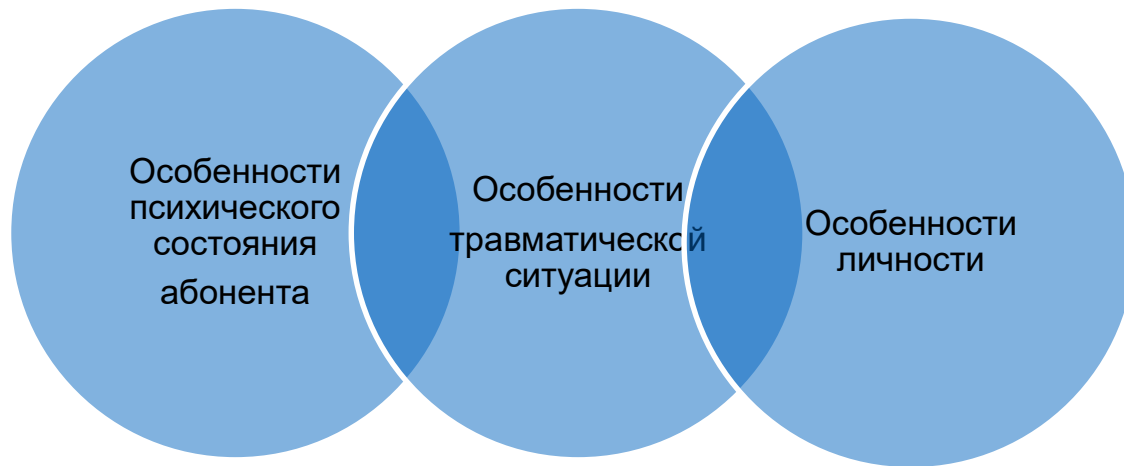 Особенности
психического
состояния
абонента
Особенности
травматической
ситуации
Особенности
личности